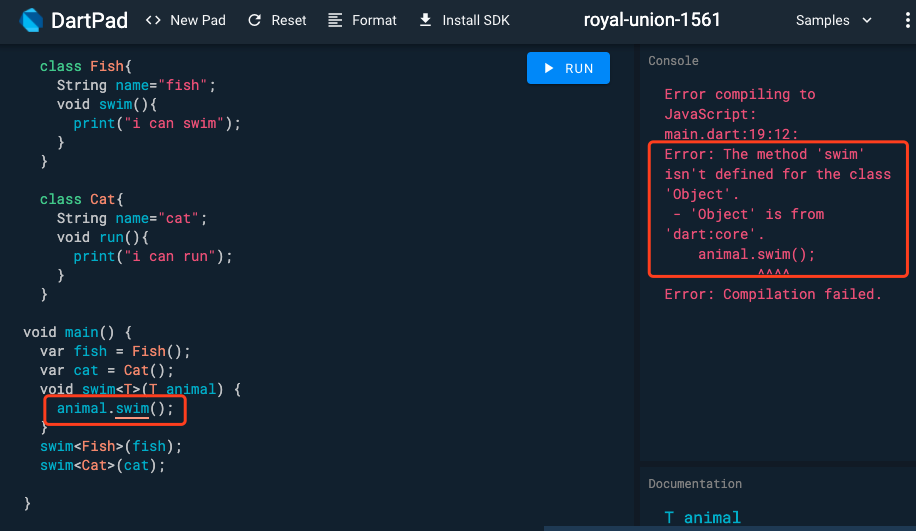 DartPad <> New Pad Reset Format Install SDK royal-union-1561 Samples
class Fish{
String name="fish";
void swim(){
print("i can swim");
}
}
class Cat{
String name="cat";
void run(){
print("i can run");
}
}
void main() {
var fish = Fish();
var cat = Cat();
void swim<T>(T animal) {
animal.swim();
}
swim<Fish>(fish);
swim<Cat>(cat);
}
RUN
Console
Error compiling to
JavaScript:
main.dart:19:12:
Error: The method 'swim'
isn't defined for the class
'Object'.
- 'Object' is from
'dart:core'.
animal.swim();
^^^^
Error: Compilation failed.
Documentation
T animal